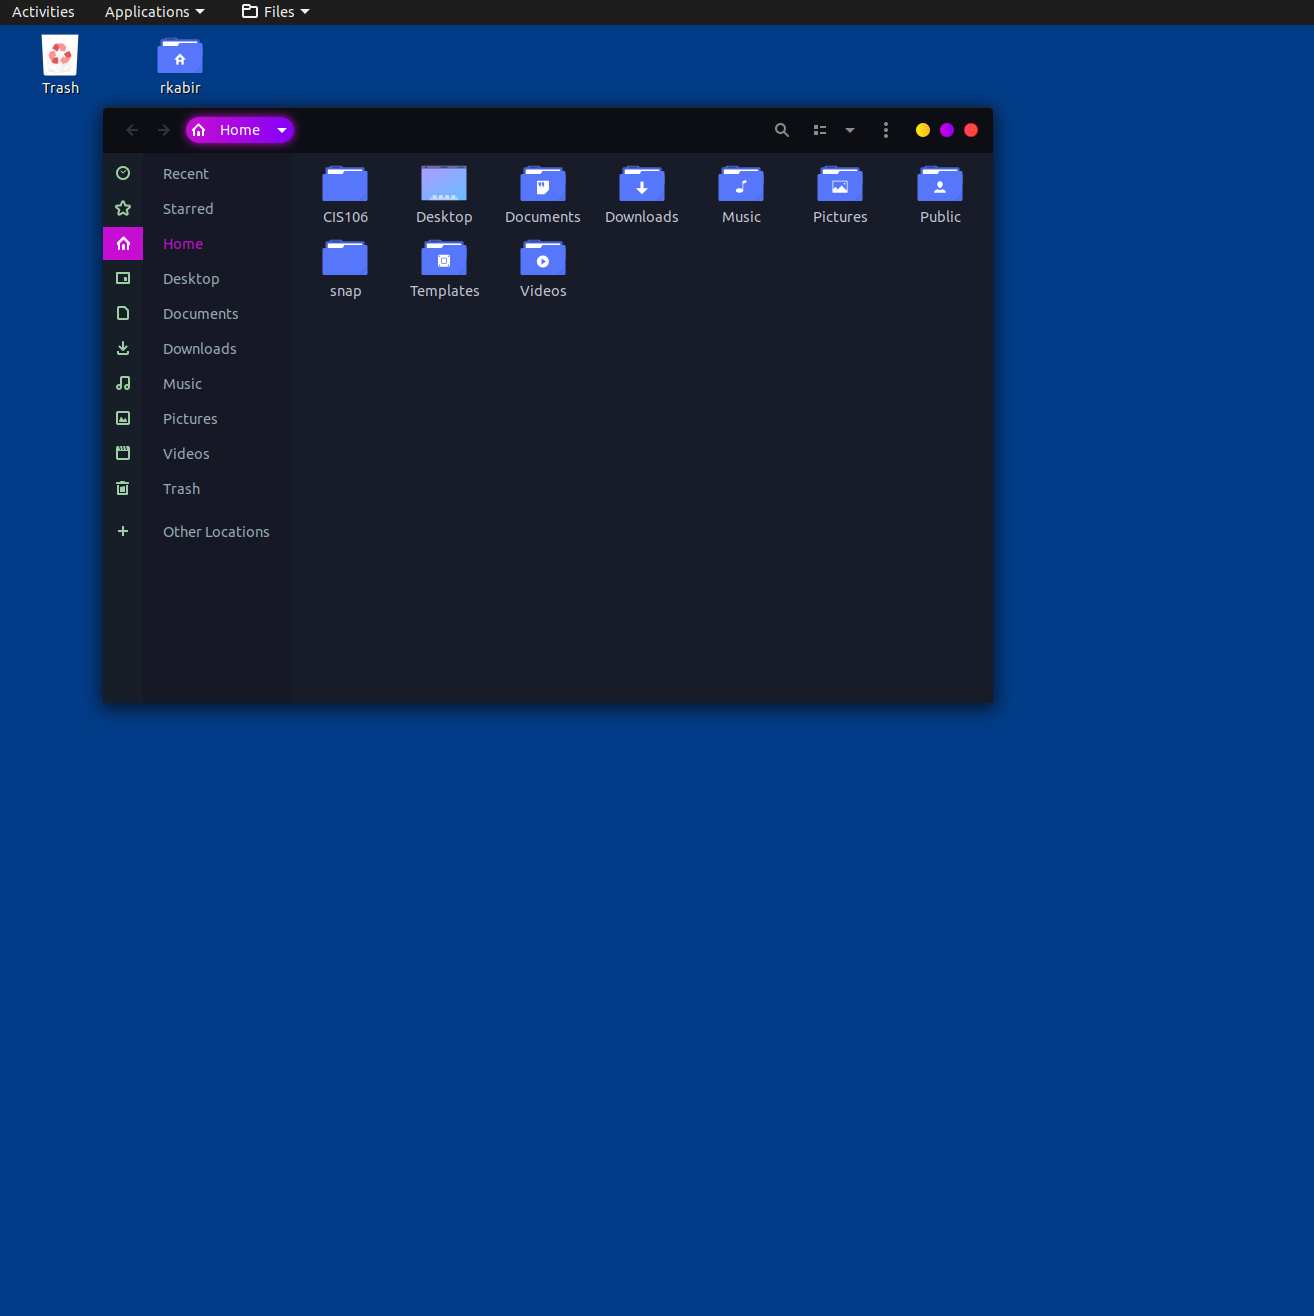 Activities Applications Files
Trash rkabir
Home
Recent
Starred
Home
Desktop
Documents
Downloads
Music
Pictures
Videos
Trash
Other Locations
CIS106 Desktop Documents Downloads Music Pictures Public
snap Templates Videos